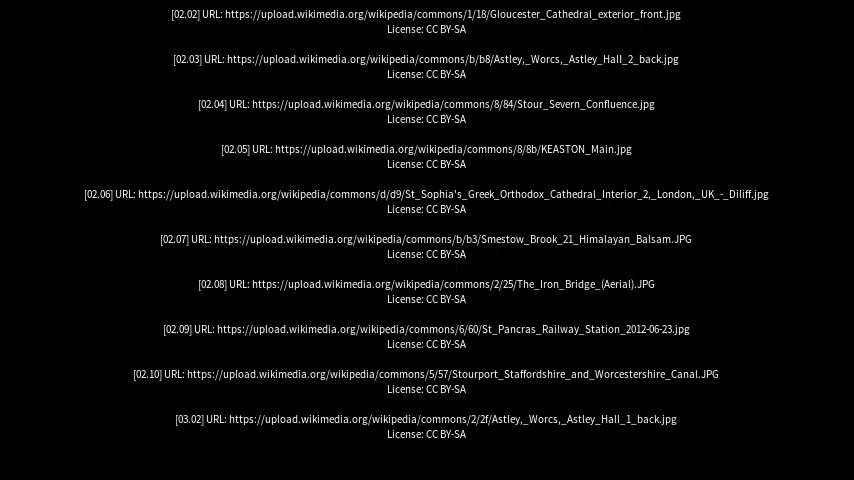 [02.02] URL: https://upload.wikimedia.org/wikipedia/commons/1/18/Gloucester_Cathedral_exterior_front.jpg
License: CC BY-SA
[02.03] URL: https://upload.wikimedia.org/wikipedia/commons/b/b8/Astley,_Worcs,_Astley_Hall_2_back.jpg
License: CC BY-SA
[02.04] URL: https://upload.wikimedia.org/wikipedia/commons/8/84/Stour_Severn_Confluence.jpg
License: CC BY-SA
[02.05] URL: https://upload.wikimedia.org/wikipedia/commons/8/8b/KEASTON_Main.jpg
License: CC BY-SA
[02.06] URL: https://upload.wikimedia.org/wikipedia/commons/d/d9/St_Sophia's_Greek_Orthodox_Cathedral_Interior_2,_London,_UK_-_Diliff.jpg
License: CC BY-SA
[02.07] URL: https://upload.wikimedia.org/wikipedia/commons/b/b3/Smestow_Brook_21_Himalayan_Balsam.JPG
License: CC BY-SA
[02.08] URL: https://upload.wikimedia.org/wikipedia/commons/2/25/The_Iron_Bridge_(Aerial).JPG
License: CC BY-SA
[02.09] URL: https://upload.wikimedia.org/wikipedia/commons/6/60/St_Pancras_Railway_Station_2012-06-23.jpg
License: CC BY-SA
[02.10] URL: https://upload.wikimedia.org/wikipedia/commons/5/57/Stourport_Staffordshire_and_Worcestershire_Canal.JPG
License: CC BY-SA
[03.02] URL: https://upload.wikimedia.org/wikipedia/commons/2/2f/Astley,_Worcs,_Astley_Hall_1_back.jpg
License: CC BY-SA